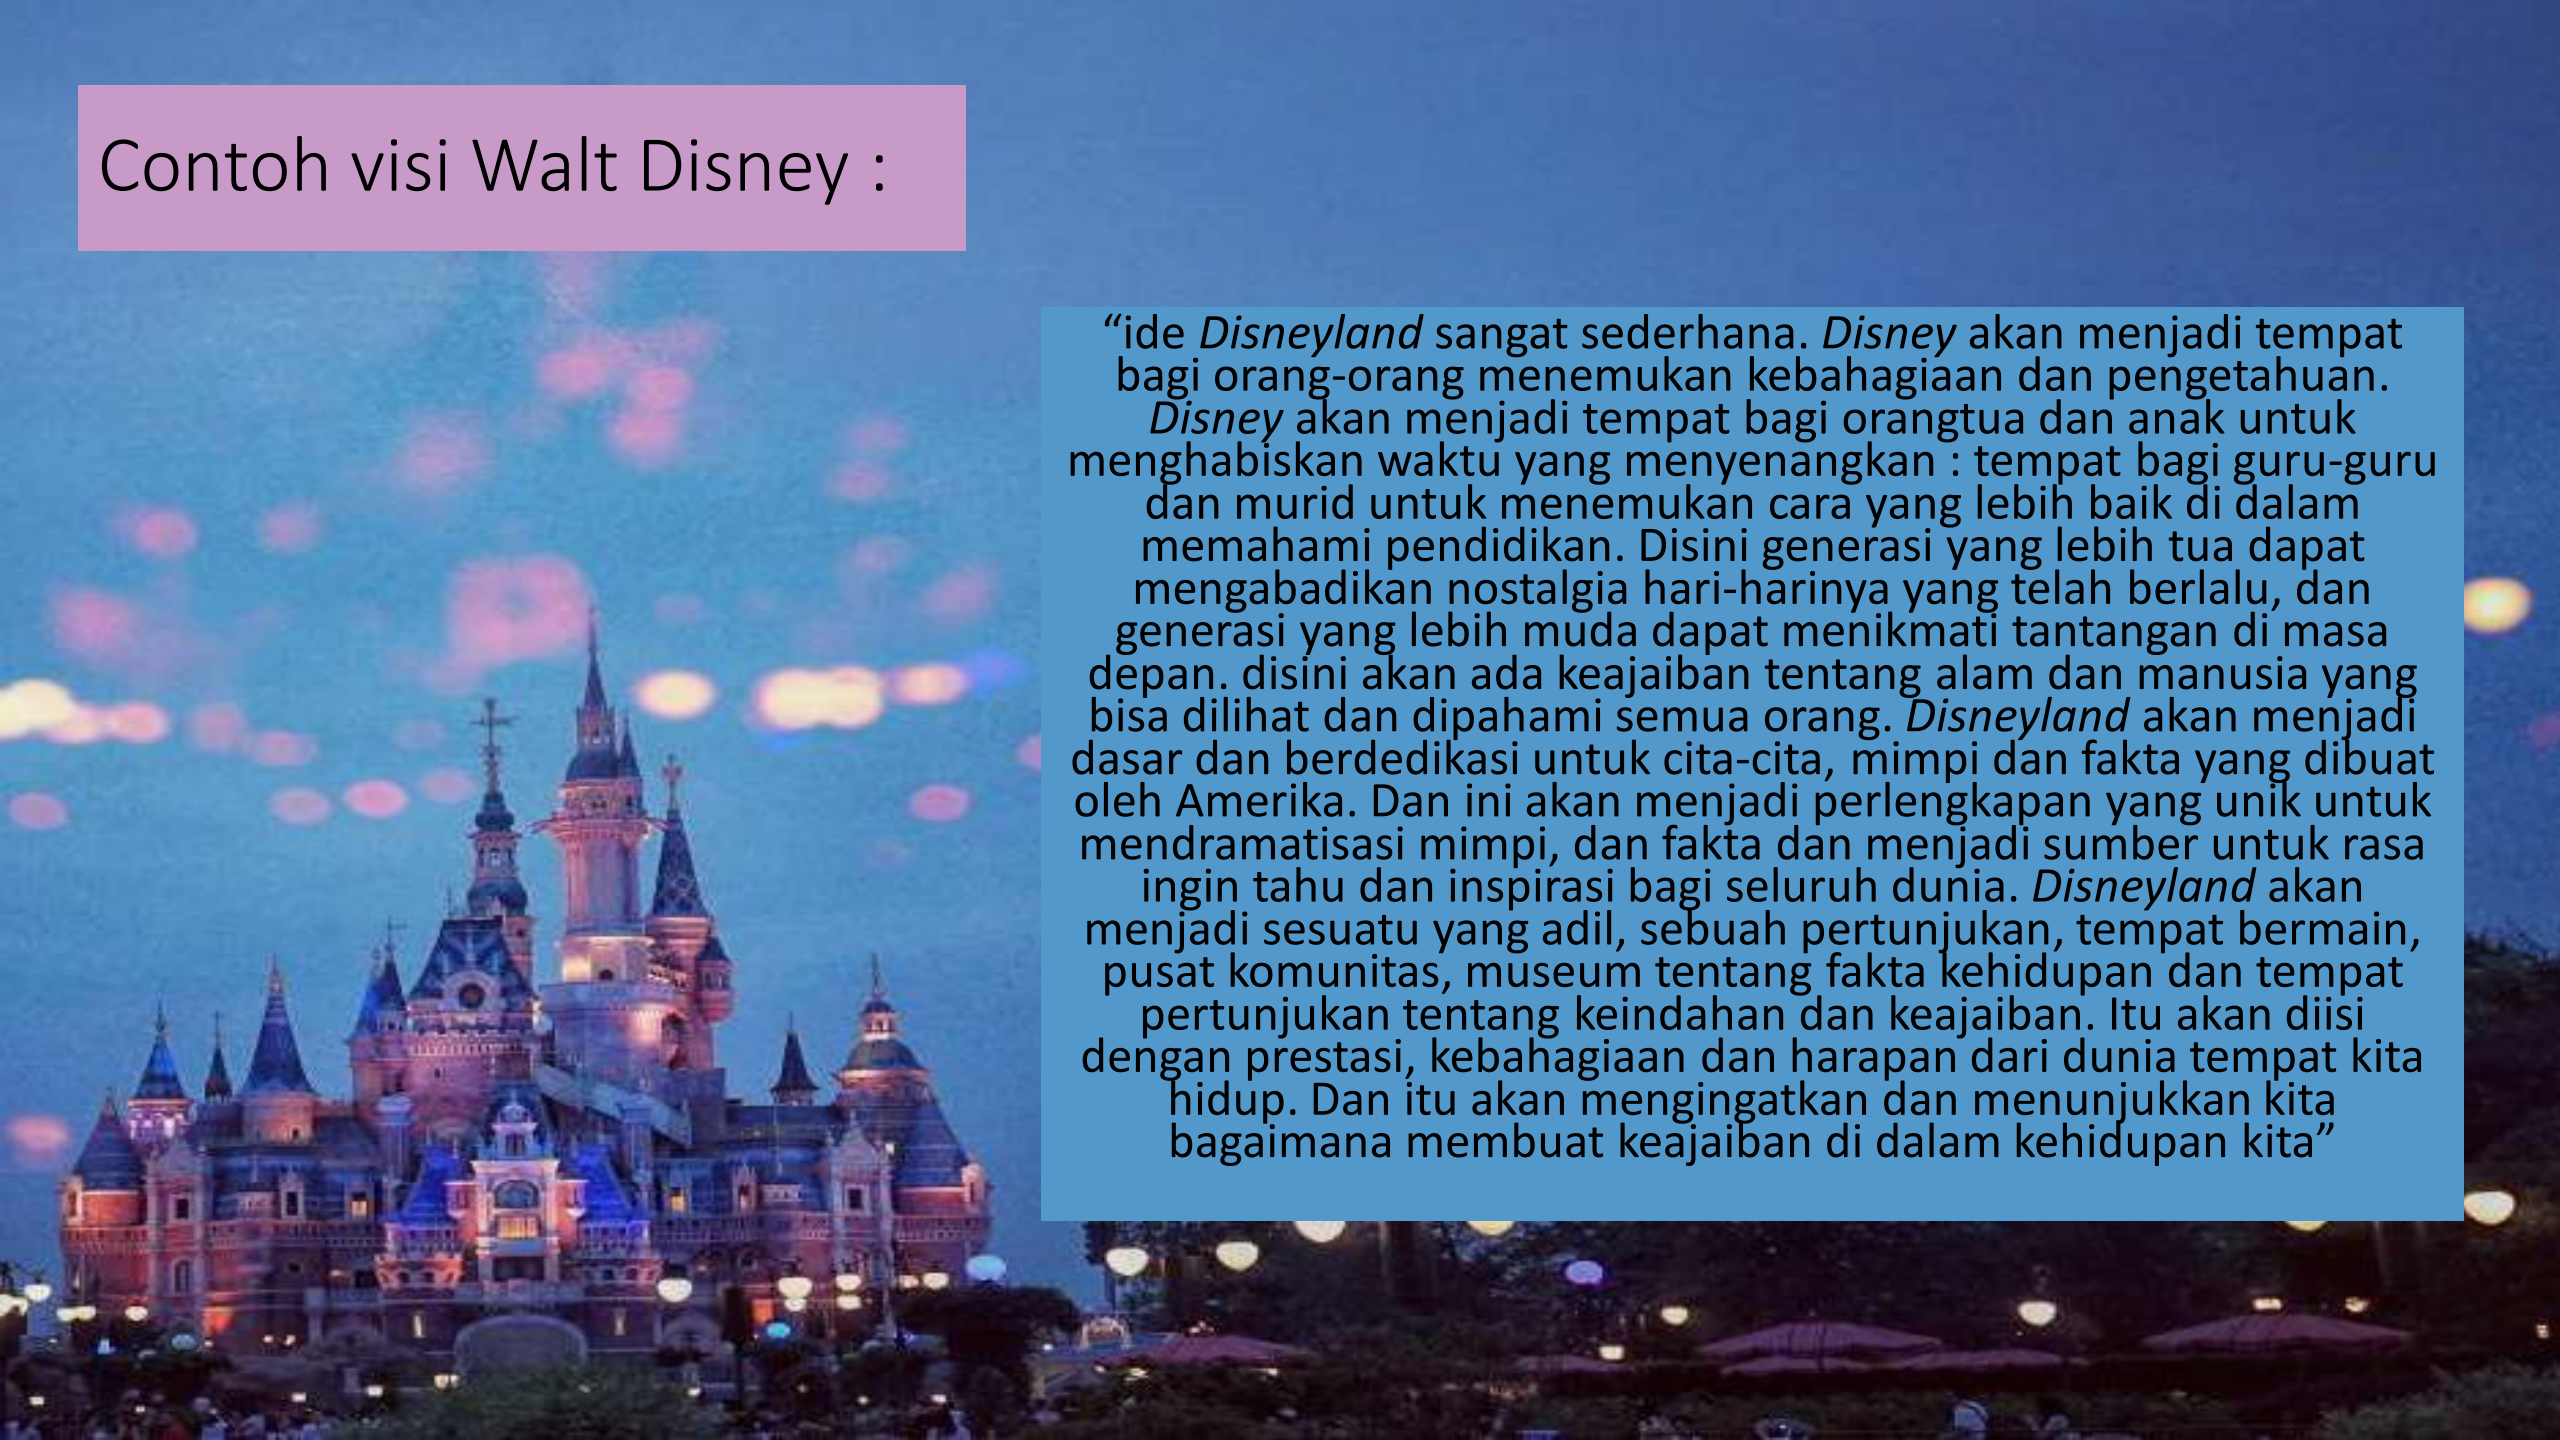 Contoh visi Walt Disney :
“ide Disneyland sangat sederhana. Disney akan menjadi tempat
bagi orang-orang menemukan kebahagiaan dan pengetahuan.
Disney akan menjadi tempat bagi orangtua dan anak untuk
menghabiskan waktu yang menyenangkan : tempat bagi guru-guru
dan murid untuk menemukan cara yang lebih baik di dalam
memahami pendidikan. Disini generasi yang lebih tua dapat
mengabadikan nostalgia hari-harinya yang telah berlalu, dan
generasi yang lebih muda dapat menikmati tantangan di masa
depan. disini akan ada keajaiban tentang alam dan manusia yang
bisa dilihat dan dipahami semua orang. Disneyland akan menjadi
dasar dan berdedikasi untuk cita-cita, mimpi dan fakta yang dibuat
oleh Amerika. Dan ini akan menjadi perlengkapan yang unik untuk
mendramatisasi mimpi, dan fakta dan menjadi sumber untuk rasa
ingin tahu dan inspirasi bagi seluruh dunia. Disneyland akan
menjadi sesuatu yang adil, sebuah pertunjukan, tempat bermain,
pusat komunitas, museum tentang fakta kehidupan dan tempat
pertunjukan tentang keindahan dan keajaiban. Itu akan diisi
dengan prestasi, kebahagiaan dan harapan dari dunia tempat kita
hidup. Dan itu akan mengingatkan dan menunjukkan kita
bagaimana membuat keajaiban di dalam kehidupan kita”